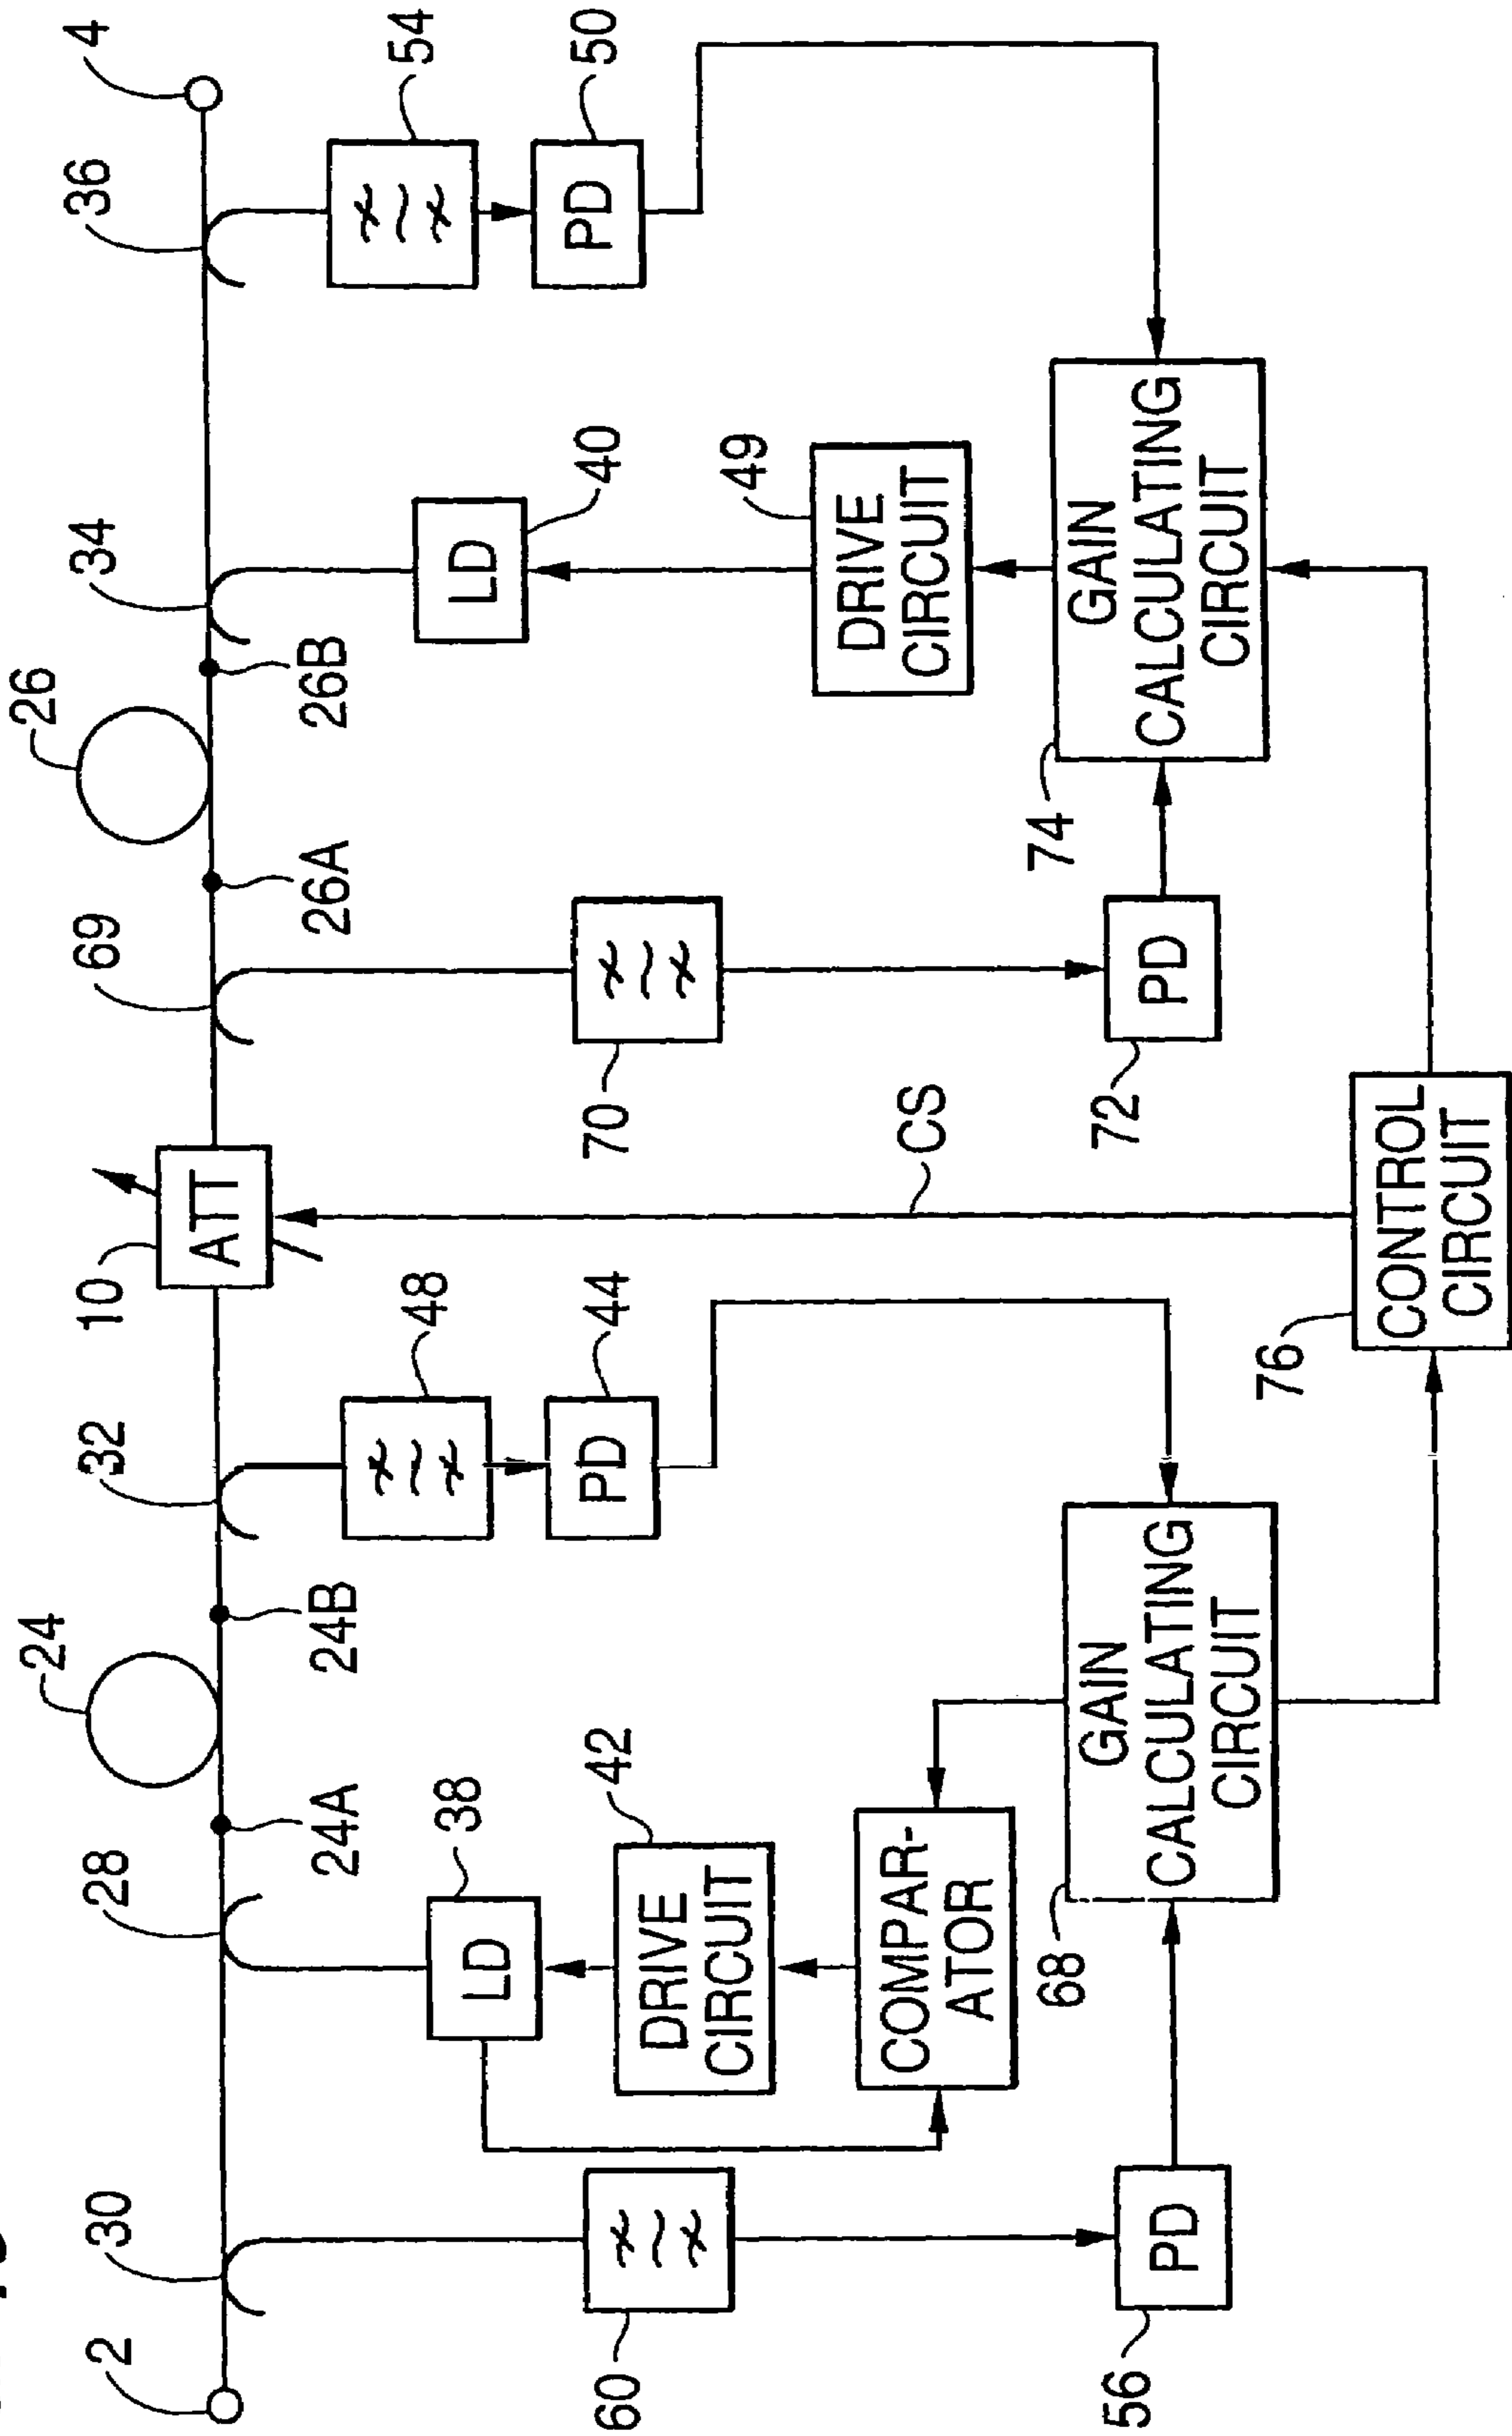 2
30
28
24A
24
24B
32
10
ATT
69
26A
26
26B
34
36
4
60
LD
38
48
PD
44
70
LD
40
54
PD
50
DRIVE
CIRCUIT
42
CS
DRIVE
CIRCUIT
49
COMPAR-
ATOR
56
PD
68
GAIN
CALCULATING
CIRCUIT
72
PD
74
GAIN
CALCULATING
CIRCUIT
76
CONTROL
CIRCUIT